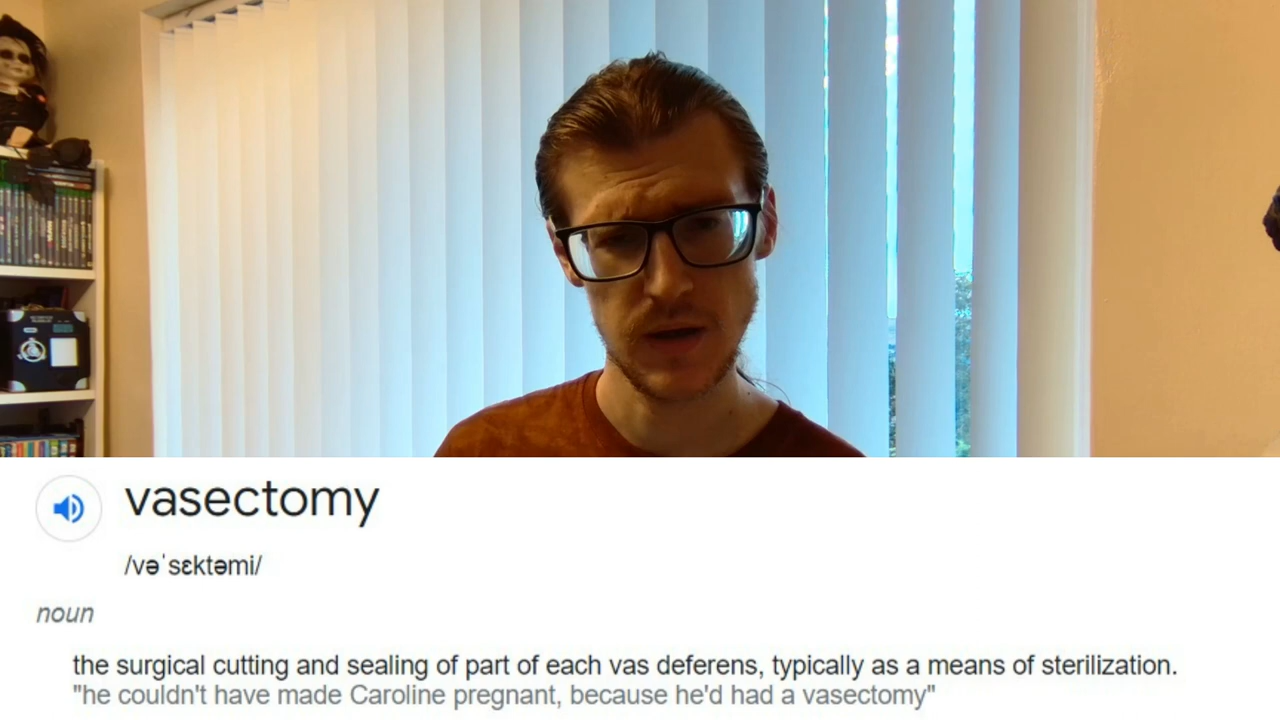 vasectomy
/vəˈsɛktəmi/
noun
the surgical cutting and sealing of part of each vas deferens, typically as a means of sterilization.
"he couldn't have made Caroline pregnant, because he'd had a vasectomy"